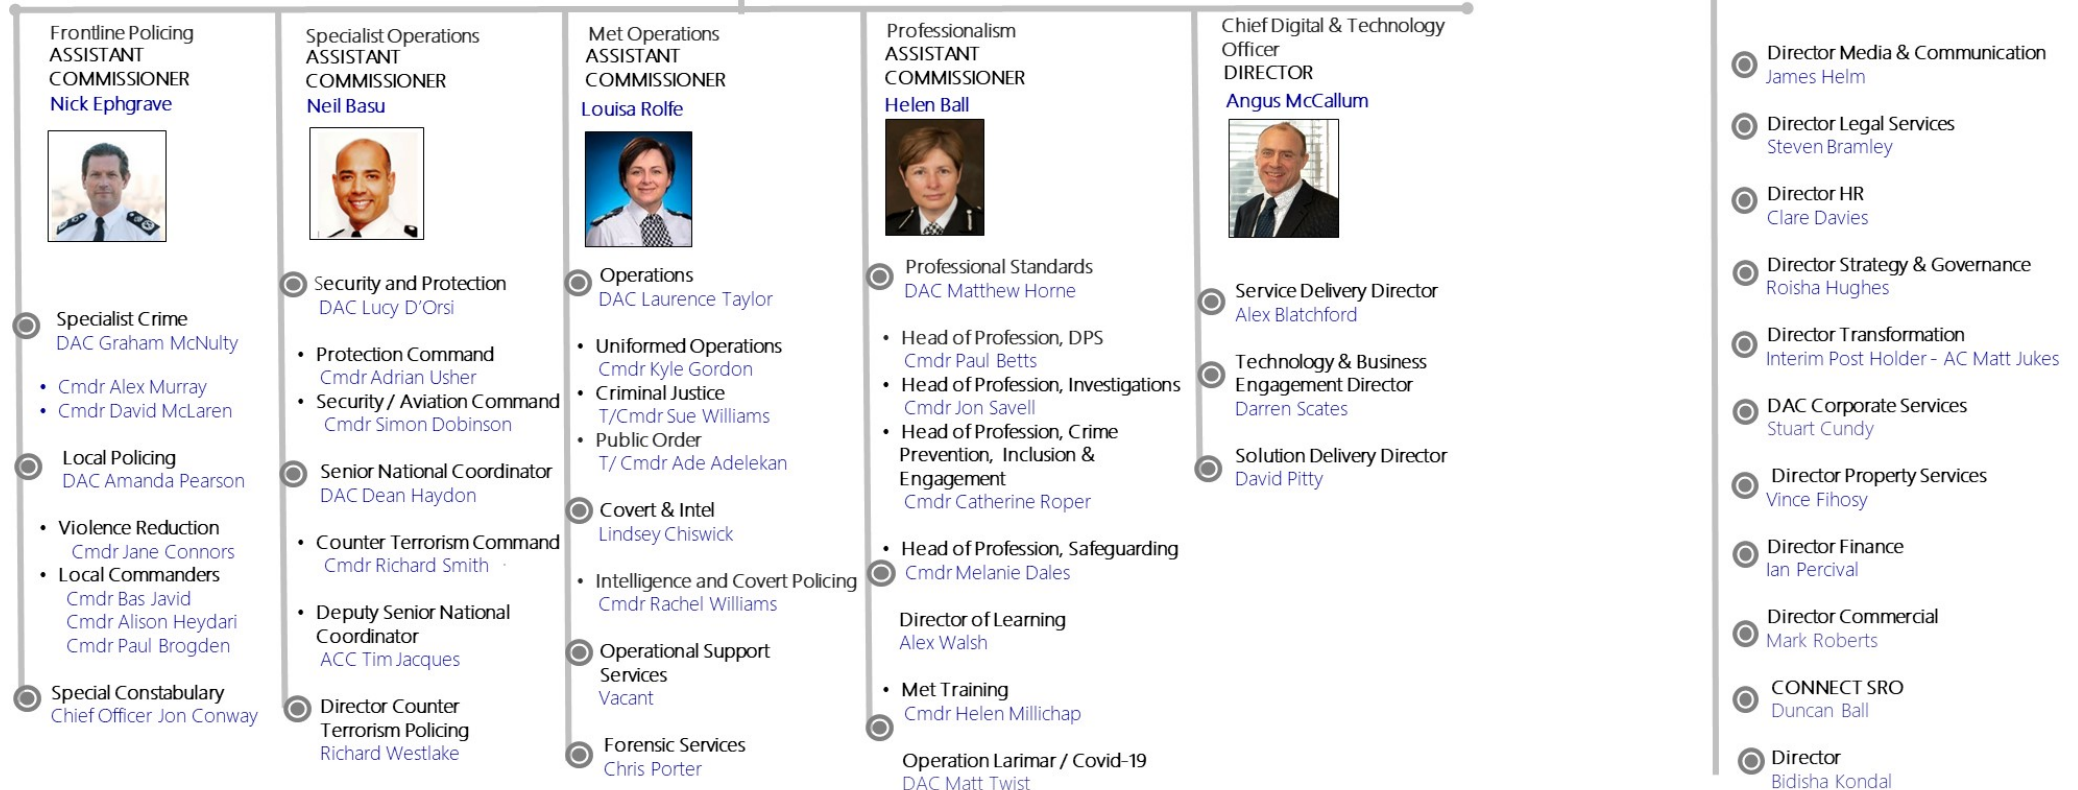 Frontline Policing
ASSISTANT
COMMISSIONER
Nick Ephgrave
Specialist Crime
DAC Graham McNulty
• Cmdr Alex Murray
• Cmdr David McLaren
Local Policing
DAC Amanda Pearson
• Violence Reduction
Cmdr Jane Connors
• Local Commanders
Cmdr Bas Javid
Cmdr Alison Heydari
Cmdr Paul Brogden
Special Constabulary
Chief Officer Jon Conway
Specialist Operations
ASSISTANT
COMMISSIONER
Neil Basu
Security and Protection
DAC Lucy D'Orsi
• Protection Command
Cmdr Adrian Usher
• Security / Aviation Command
Cmdr Simon Dobinson
Senior National Coordinator
DAC Dean Haydon
• Counter Terrorism Command
Cmdr Richard Smith
• Deputy Senior National
Coordinator
ACC Tim Jacques
Director Counter
Terrorism Policing
Richard Westlake
Met Operations
ASSISTANT
COMMISSIONER
Louisa Rolfe
Operations
DAC Laurence Taylor
• Uniformed Operations
Cmdr Kyle Gordon
• Criminal Justice
T/Cmdr Sue Williams
• Public Order
T/ Cmdr Ade Adelekan
Covert & Intel
Lindsey Chiswick
• Intelligence and Covert Policing
Cmdr Rachel Williams
Operational Support
Services
Vacant
Forensic Services
Chris Porter
Professionalism
ASSISTANT
COMMISSIONER
Helen Ball
Professional Standards
DAC Matthew Horne
• Head of Profession, DPS
Cmdr Paul Betts
• Head of Profession, Investigations
Cmdr Jon Savell
• Head of Profession, Crime
Prevention, Inclusion &
Engagement
Cmdr Catherine Roper
• Head of Profession, Safeguarding
Cmdr Melanie Dales
Director of Learning
Alex Walsh
• Met Training
Cmdr Helen Millichap
Operation Larimar / Covid-19
DAC Matt Twist
Chief Digital & Technology
Officer
DIRECTOR
Angus McCallum
Service Delivery Director
Alex Blatchford
Technology & Business
Engagement Director
Darren Scates
Solution Delivery Director
David Pitty
Director Media & Communication
James Helm
Director Legal Services
Steven Bramley
Director HR
Clare Davies
Director Strategy & Governance
Roisha Hughes
Director Transformation
Interim Post Holder - AC Matt Jukes
DAC Corporate Services
Stuart Cundy
Director Property Services
Vince Fihosy
Director Finance
Ian Percival
Director Commercial
Mark Roberts
CONNECT SRO
Duncan Ball
Director
Bidisha Kondal